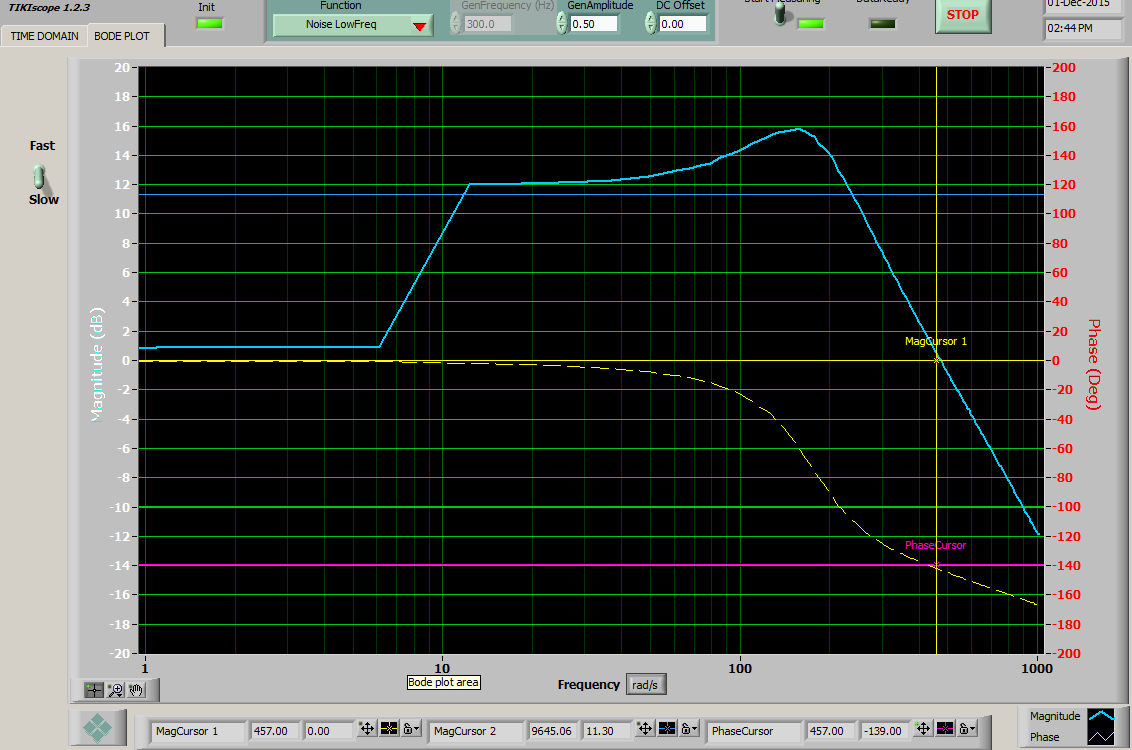 TIKIscope 1.2.3
Init
Function
GenFrequency (Hz)
GenAmplitude
DC Offset
Start Measuring
DataReady
Noise LowFreq
300.0
0.50
0.00
STOP
01-Dec-2015
02:44 PM
TIME DOMAIN
BODE PLOT
Fast
Slow
Magnitude (dB)
20
18
16
14
12
10
8
6
4
2
0
-2
-4
-6
-8
-10
-12
-14
-16
-18
-20
MagCursor 1
PhaseCursor
200
180
160
140
120
100
80
60
40
20
0
-20
-40
-60
-80
-100
-120
-140
-160
-180
-200
Phase (Deg)
1
10
100
1000
Bode plot area
Frequency
rad/s
MagCursor 1
457.00
0.00
MagCursor 2
9645.06
11.30
PhaseCursor
457.00
-139.00
Magnitude
Phase